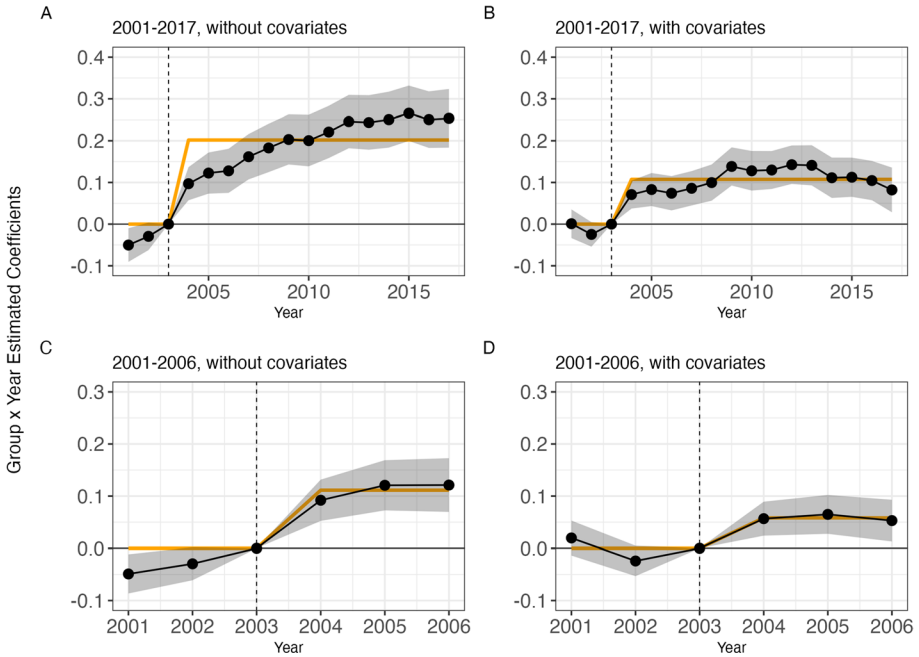 Group x Year Estimated Coefficients
A
2001-2017, without covariates
0.4
0.3
0.2
0.1
0.0
-0.1
2005 2010 2015
Year
B
2001-2017, with covariates
0.4
0.3
0.2
0.1
0.0
-0.1
2005 2010 2015
Year
C
2001-2006, without covariates
0.3
0.2
0.1
0.0
-0.1
2001 2002 2003 2004 2005 2006
Year
D
2001-2006, with covariates
0.3
0.2
0.1
0.0
-0.1
2001 2002 2003 2004 2005 2006
Year